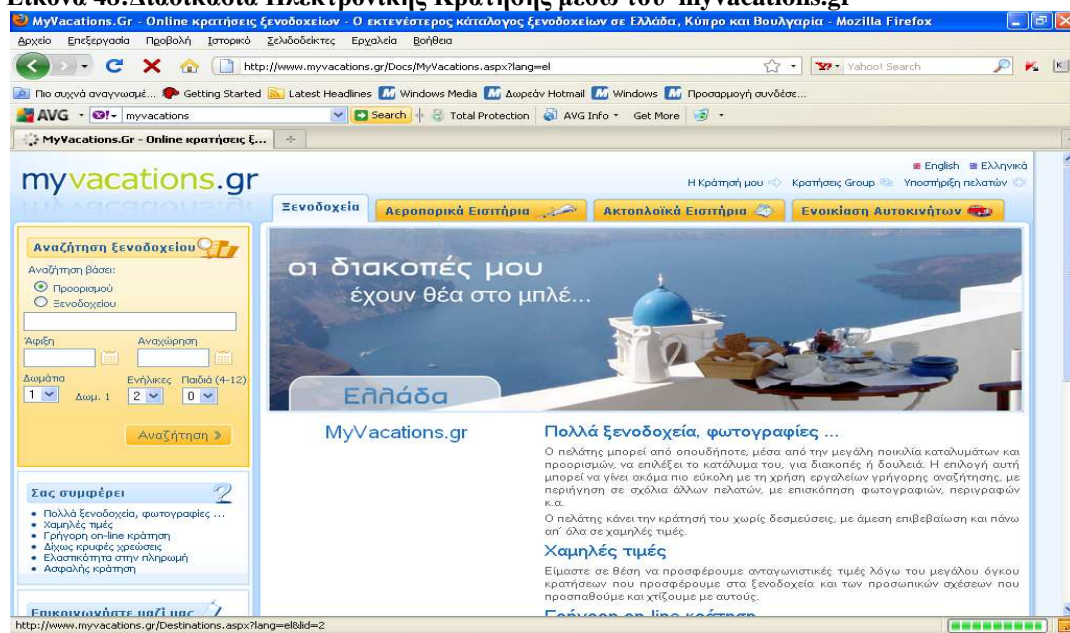 Εικόνα 48:Διαδικασία Ηλεκτρονικής Κράτησης μέσω του myvacations.gr
MyVacations.Gr - Online κρατήσεις ξενοδοχείων - Ο εκτενέστερος κάταλογος ξενοδοχείων σε Ελλάδα, Κύπρο και Βουλγαρία - Mozilla Firefox
Αρχείο Επεξεργασία Προβολή Ιστορικό Σελιδοδείκτες Εργαλεία Βοήθεια
http://www.myvacations.gr/Docs/MyVacations.aspx?lang=el
Yahoo! Search
Πιο συχνά αναγνωσμέ... Getting Started Latest Headlines Windows Media Δωρεάν Hotmail Windows Προσαρμογή συνδέσε...
AVG myvacations Search Total Protection AVG Info Get More
MyVacations.Gr - Online κρατήσεις ξ...
English Ελληνικά
myvacations.gr
Η Κράτησή μου Κρατήσεις Group Υποστήριξη πελατών
Ξενοδοχεία Αεροπορικά Εισιτήρια Ακτοπλοϊκά Εισιτήρια Ενοικίαση Αυτοκινήτων
Αναζήτηση ξενοδοχείου
Αναζήτηση βάσει:
Προορισμού
Ξενοδοχείου
Άφιξη Αναχώρηση
Δωμάτια Ενήλικες Παιδιά (4-12)
1 Δωμ. 1 2 0
Αναζήτηση
Σας συμφέρει
Πολλά ξενοδοχεία, φωτογραφίες ...
Χαμηλές τιμές
Γρήγορη on-line κράτηση
Δίχως κρυφές χρεώσεις
Ελαστικότητα στην πληρωμή
Ασφαλής κράτηση
Επικοινωνήστε μαζί μας
οι διακοπές μου
έχουν θέα στο μπλέ...
Ελλάδα
MyVacations.gr
Πολλά ξενοδοχεία, φωτογραφίες ...
Ο πελάτης μπορεί από οπουδήποτε, μέσα από την μεγάλη ποικιλία καταλυμάτων και
προορισμών, να επιλέξει το κατάλυμα του, για διακοπές ή δουλειά. Η επιλογή αυτή
μπορεί να γίνει ακόμα πιο εύκολη με τη χρήση εργαλείων γρήγορης αναζήτησης, με
περιήγηση σε σχόλια άλλων πελατών, με επισκόπηση φωτογραφιών, περιγραφών
κ.α.
Ο πελάτης κάνει την κράτησή του χωρίς δεσμεύσεις, με άμεση επιβεβαίωση και πάνω
απ' όλα σε χαμηλές τιμές.
Χαμηλές τιμές
Είμαστε σε θέση να προσφέρουμε ανταγωνιστικές τιμές λόγω του μεγάλου όγκου
κρατήσεων που προσφέρουμε στα ξενοδοχεία και των προσωπικών σχέσεων που
προσπαθούμε και χτίζουμε με αυτούς.
Γρήγορη on-line κράτηση
http://www.myvacations.gr/Destinations.aspx?lang=el&lid=2